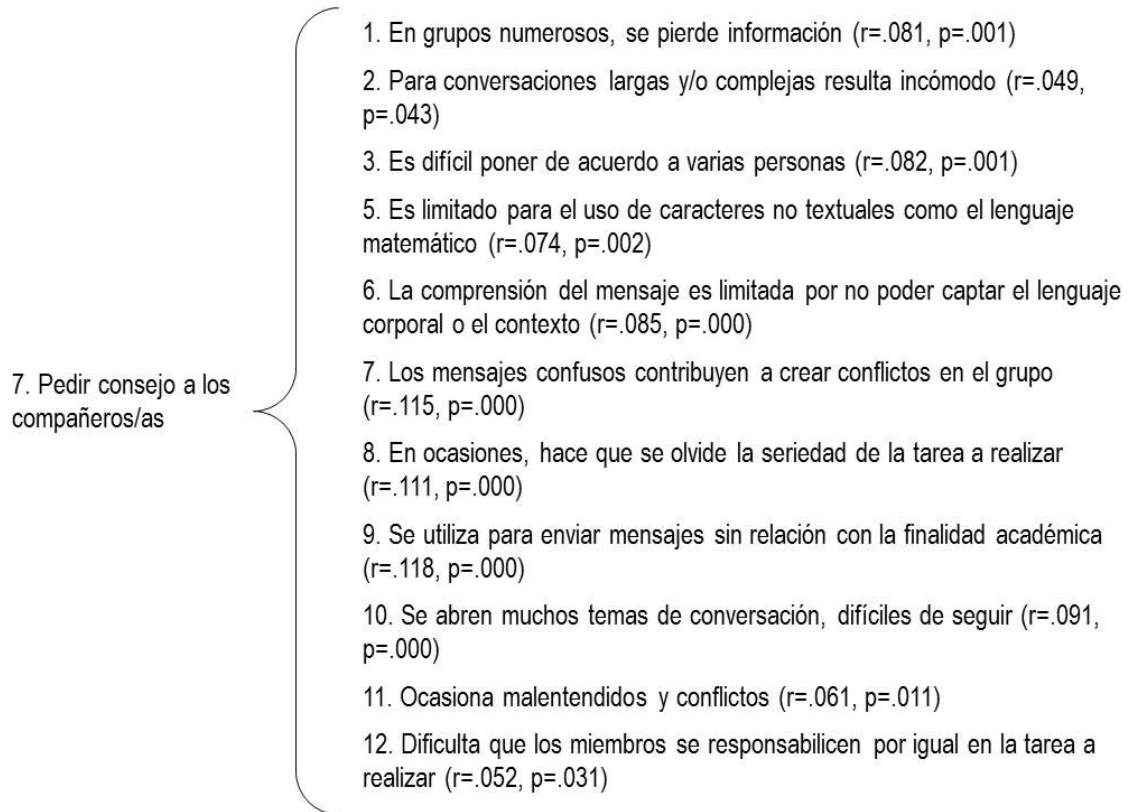 7. Pedir consejo a los
compañeros/as
1. En grupos numerosos, se pierde información (r=.081, p=.001)
2. Para conversaciones largas y/o complejas resulta incómodo (r=.049,
p=.043)
3. Es difícil poner de acuerdo a varias personas (r=.082, p=.001)
5. Es limitado para el uso de caracteres no textuales como el lenguaje
matemático (r=.074, p=.002)
6. La comprensión del mensaje es limitada por no poder captar el lenguaje
corporal o el contexto (r=.085, p=.000)
7. Los mensajes confusos contribuyen a crear conflictos en el grupo
(r=.115, p=.000)
8. En ocasiones, hace que se olvide la seriedad de la tarea a realizar
(r=.111, p=.000)
9. Se utiliza para enviar mensajes sin relación con la finalidad académica
(r=.118, p=.000)
10. Se abren muchos temas de conversación, difíciles de seguir (r=.091,
p=.000)
11. Ocasiona malentendidos y conflictos (r=.061, p=.011)
12. Dificulta que los miembros se responsabilicen por igual en la tarea a
realizar (r=.052, p=.031)